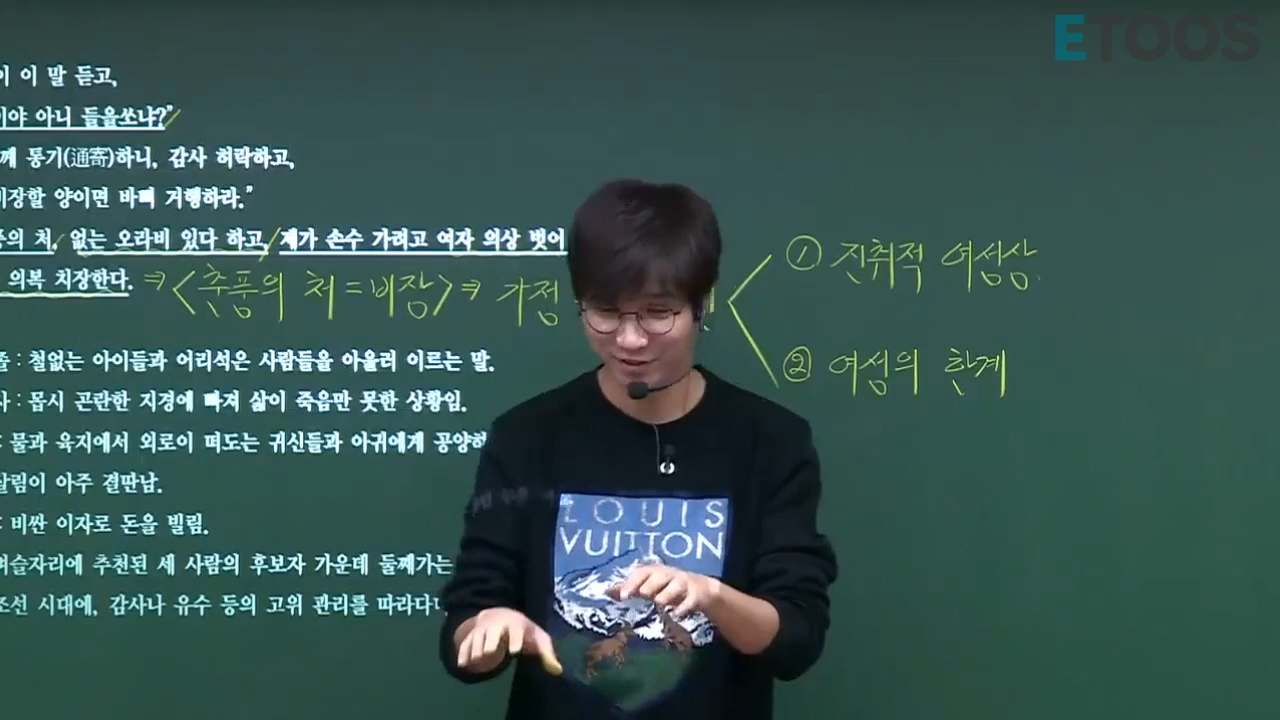 ETOOS
이 이 말 듣고,
이야 아니 들을쏘냐?"
께 통기(通寄)하니, 감사 허락하고,
비장할 양이면 바삐 거행하라."
풍의 처, 없는 오라비 있다 하고, 제가 손수 가려고 여자 의상 벗어
의복 치장한다. ⇒ <춘풍의 처 = 비장> ⇒ 가정
① 진취적 여성상
② 여성의 한계
졸 : 철없는 아이들과 어리석은 사람들을 아울러 이르는 말.
사 : 몹시 곤란한 지경에 빠져 삶이 죽음만 못한 상황임.
: 물과 육지에서 외로이 떠도는 귀신들과 아귀에게 공양하
살림이 아주 결딴남.
: 비싼 이자로 돈을 빌림.
벼슬자리에 추천된 세 사람의 후보자 가운데 둘째가는
조선 시대에, 감사나 유수 등의 고위 관리를 따라다니
LOUIS
VUITTON